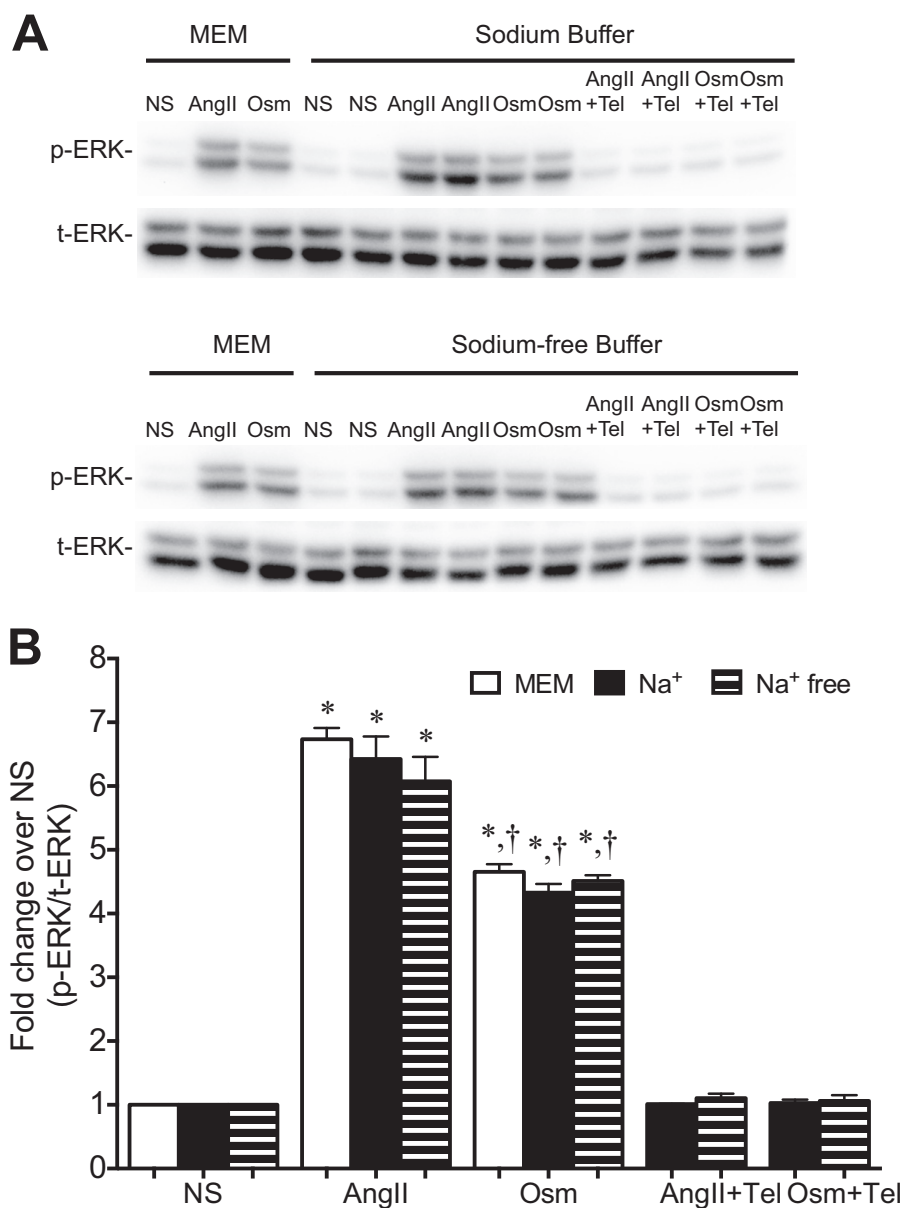 A
MEM Sodium Buffer
AngII AngII Osm Osm
NS AngII Osm NS NS AngII AngII Osm Osm +Tel +Tel +Tel +Tel
p-ERK-
t-ERK-
MEM Sodium-free Buffer
AngII AngII Osm Osm
NS AngII Osm NS NS AngII AngII Osm Osm +Tel +Tel +Tel +Tel
p-ERK-
t-ERK-
B
Fold change over NS
(p-ERK/t-ERK)
8
7
6
5
4
3
2
1
0
MEM Na⁺ Na⁺ free
* * *
*,† *,† *,†
NS AngII Osm AngII+Tel Osm+Tel